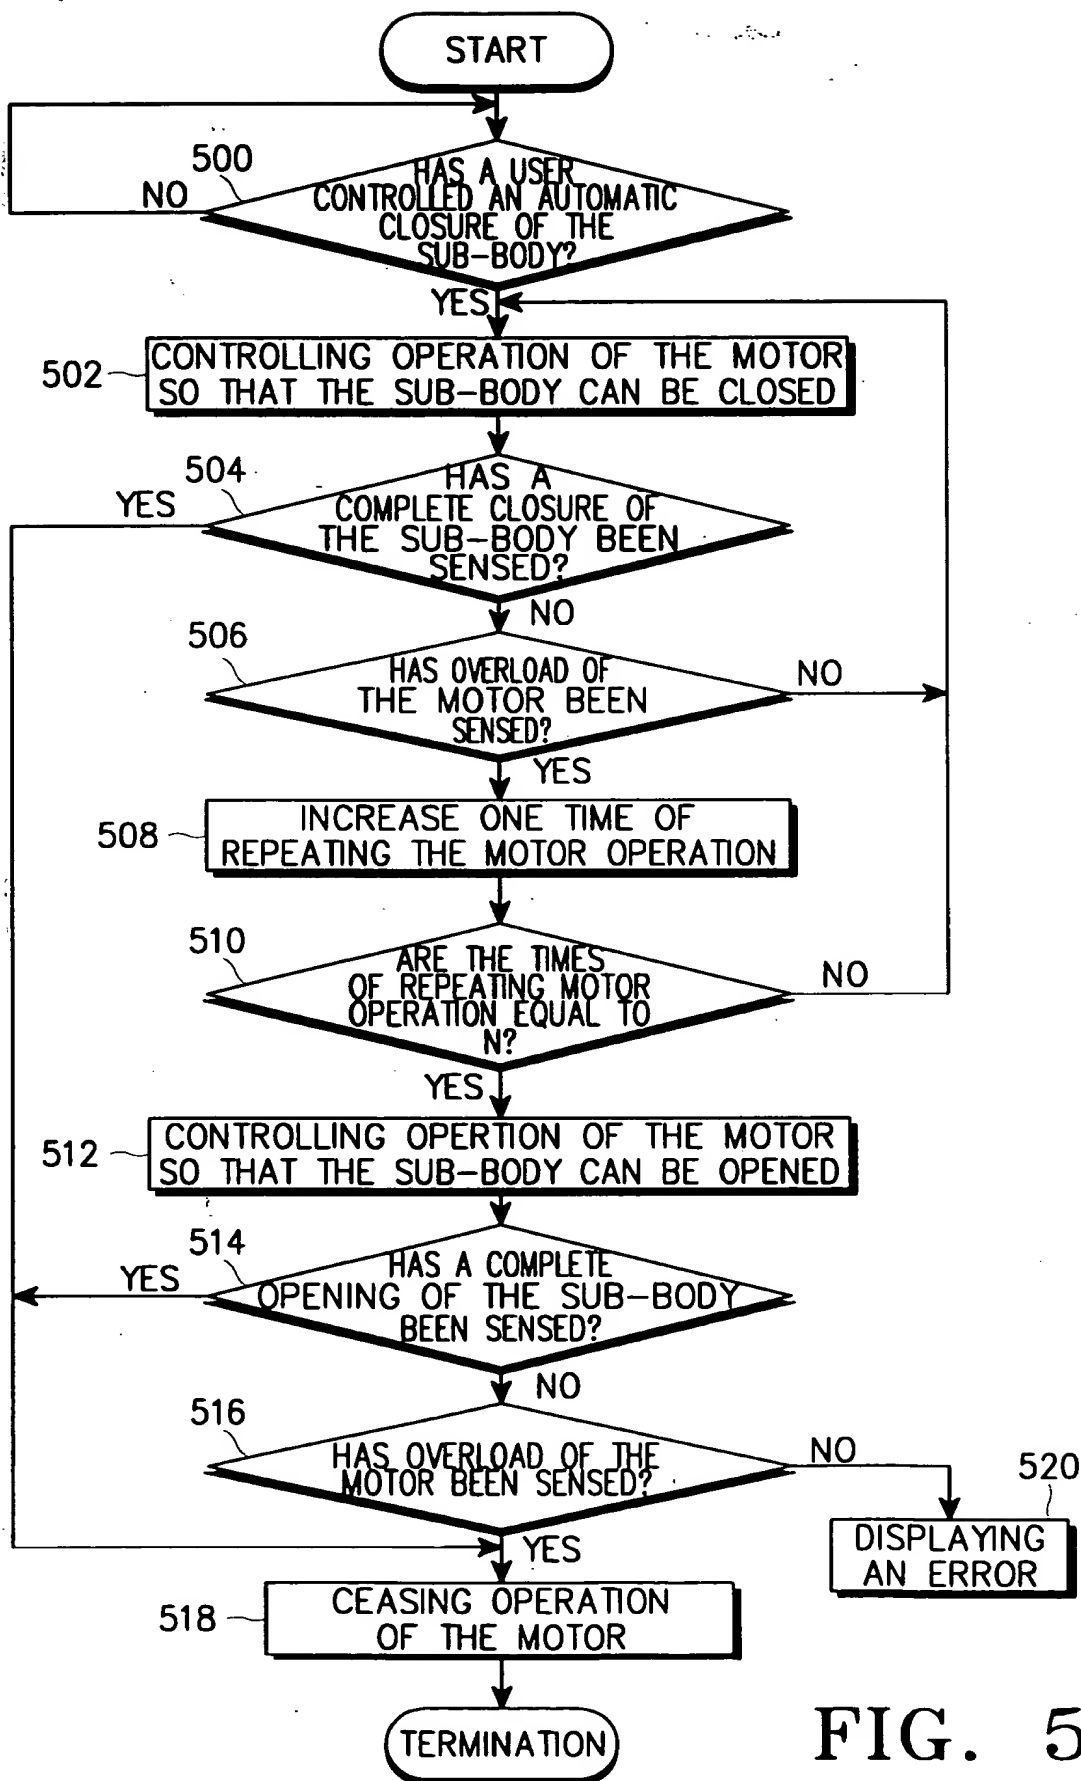 START
500
NO
HAS A USER
CONTROLLED AN AUTOMATIC
CLOSURE OF THE
SUB-BODY?
YES
502
CONTROLLING OPERATION OF THE MOTOR
SO THAT THE SUB-BODY CAN BE CLOSED
504
YES
HAS A
COMPLETE CLOSURE OF
THE SUB-BODY BEEN
SENSED?
NO
506
HAS OVERLOAD OF
THE MOTOR BEEN
SENSED?
NO
YES
508
INCREASE ONE TIME OF
REPEATING THE MOTOR OPERATION
510
ARE THE TIMES
OF REPEATING MOTOR
OPERATION EQUAL TO
N?
NO
YES
512
CONTROLLING OPERTION OF THE MOTOR
SO THAT THE SUB-BODY CAN BE OPENED
514
YES
HAS A COMPLETE
OPENING OF THE SUB-BODY
BEEN SENSED?
NO
516
HAS OVERLOAD OF THE
MOTOR BEEN SENSED?
NO
520
DISPLAYING
AN ERROR
YES
518
CEASING OPERATION
OF THE MOTOR
TERMINATION
FIG. 5